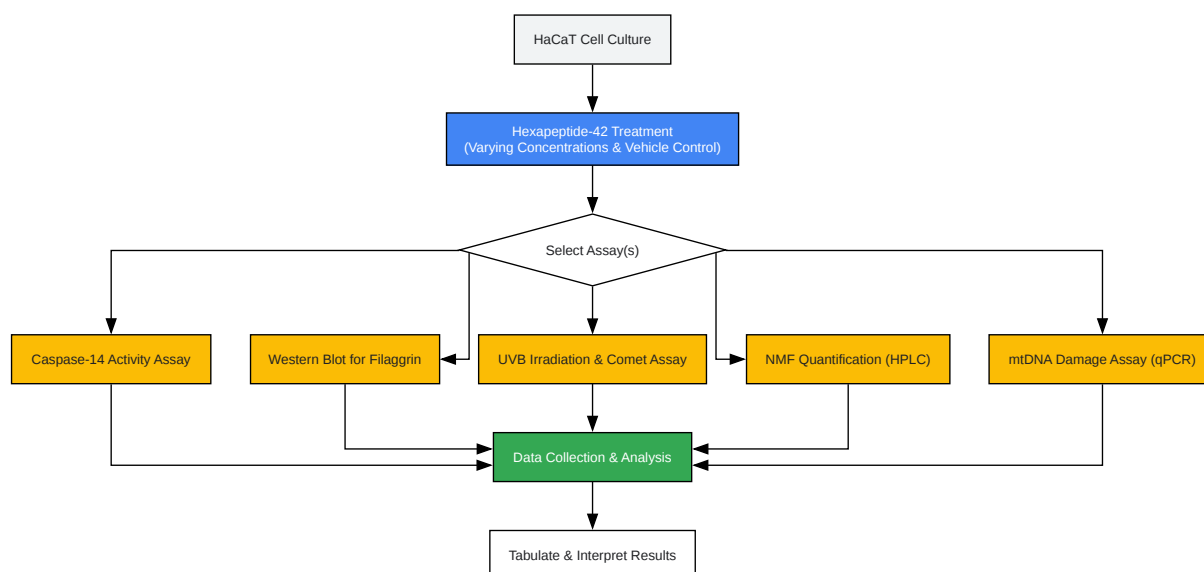 HaCaT Cell Culture
Hexapeptide-42 Treatment
(Varying Concentrations & Vehicle Control)
Select Assay(s)
Caspase-14 Activity Assay
Western Blot for Filaggrin
UVB Irradiation & Comet Assay
NMF Quantification (HPLC)
mtDNA Damage Assay (qPCR)
Data Collection & Analysis
Tabulate & Interpret Results